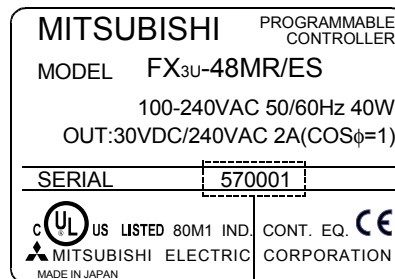 MITSUBISHI PROGRAMMABLE CONTROLLER
MODEL FX3U-48MR/ES
100-240VAC 50/60Hz 40W
OUT:30VDC/240VAC 2A(COSϕ=1)
SERIAL 570001
C UL US LISTED 80M1 IND. CONT. EQ. CE
MITSUBISHI ELECTRIC CORPORATION
MADE IN JAPAN